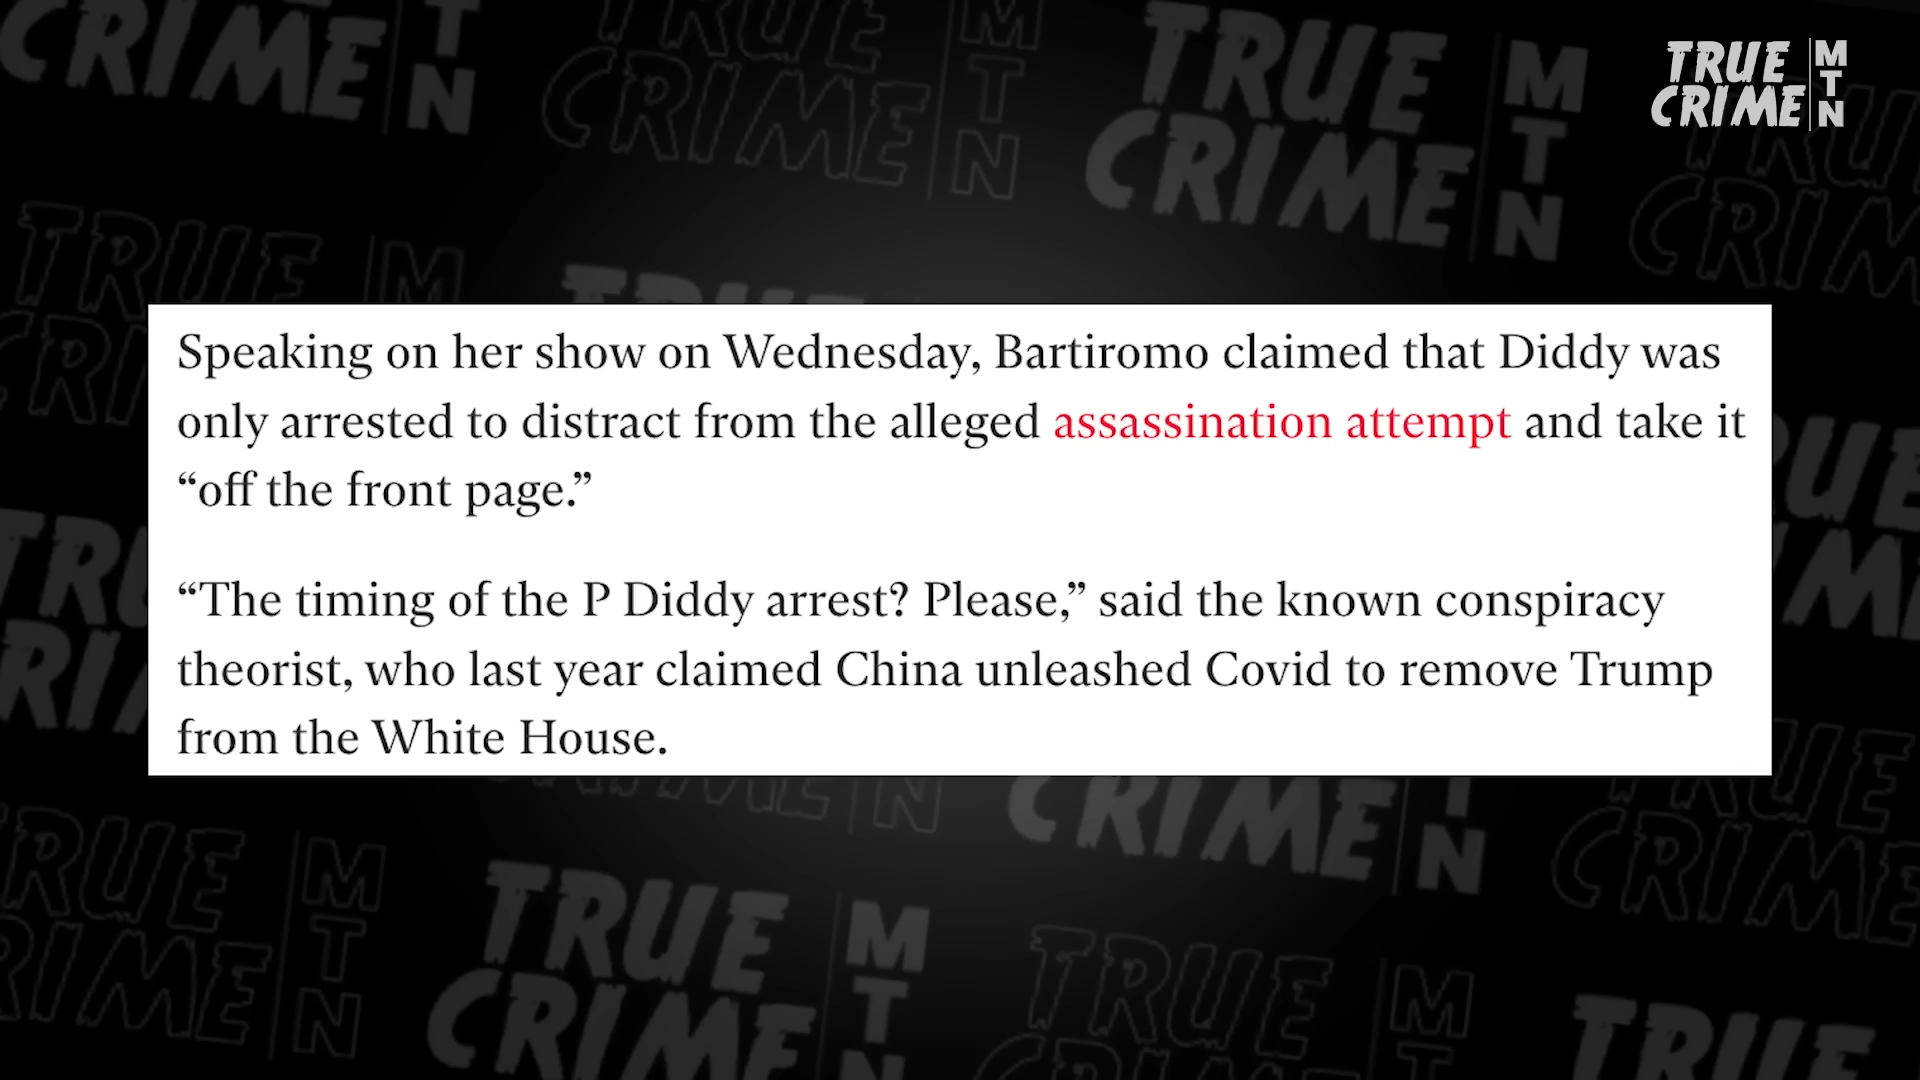 TRUE
CRIME
MTN
Speaking on her show on Wednesday, Bartiromo claimed that Diddy was
only arrested to distract from the alleged assassination attempt and take it
“off the front page.”
“The timing of the P Diddy arrest? Please,” said the known conspiracy
theorist, who last year claimed China unleashed Covid to remove Trump
from the White House.